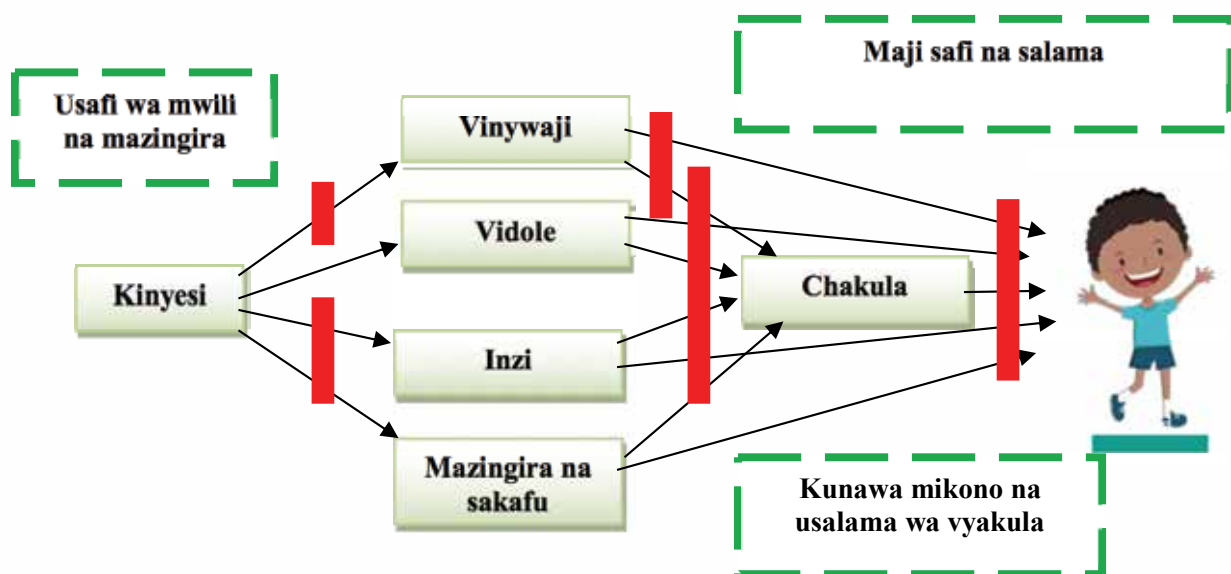 Maji safi na salama
Usafi wa mwili
na mazingira
Vinywaji
Vidole
Kinyesi
Chakula
Inzi
Mazingira na
sakafu
Kunawa mikono na
usalama wa vyakula